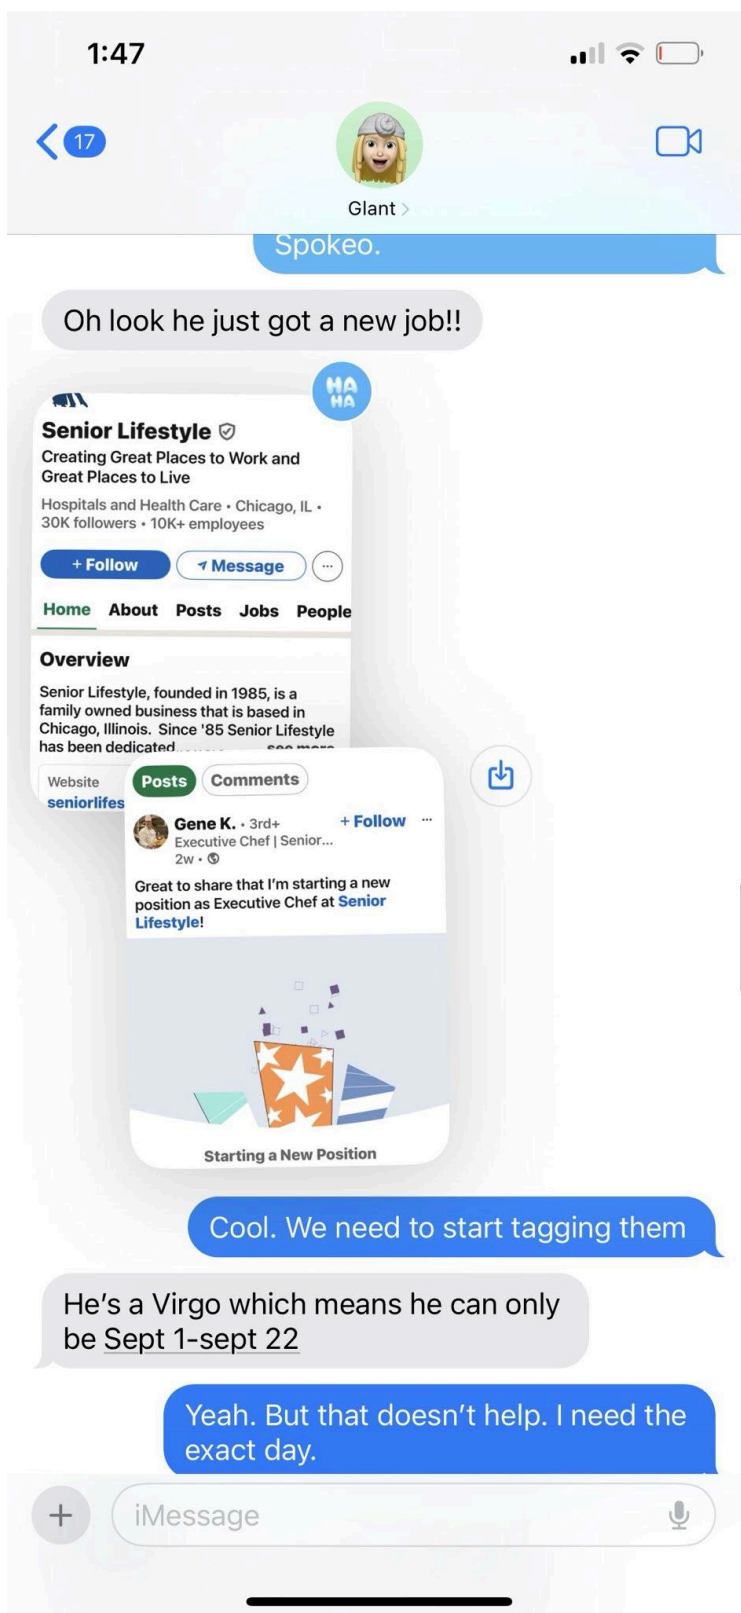 1:47
17
Glant
Spokeo.
Oh look he just got a new job!!
HA
HA
Senior Lifestyle
Creating Great Places to Work and
Great Places to Live
Hospitals and Health Care • Chicago, IL •
30K followers • 10K+ employees
+ Follow
Message
Home About Posts Jobs People
Overview
Senior Lifestyle, founded in 1985, is a
family owned business that is based in
Chicago, Illinois. Since '85 Senior Lifestyle
has been dedicated
see more
Website
seniorlifes
Posts Comments
Gene K. • 3rd+
+ Follow
Executive Chef | Senior...
2w •
Great to share that I'm starting a new
position as Executive Chef at Senior
Lifestyle!
Starting a New Position
Cool. We need to start tagging them
He's a Virgo which means he can only
be Sept 1-sept 22
Yeah. But that doesn't help. I need the
exact day.
iMessage